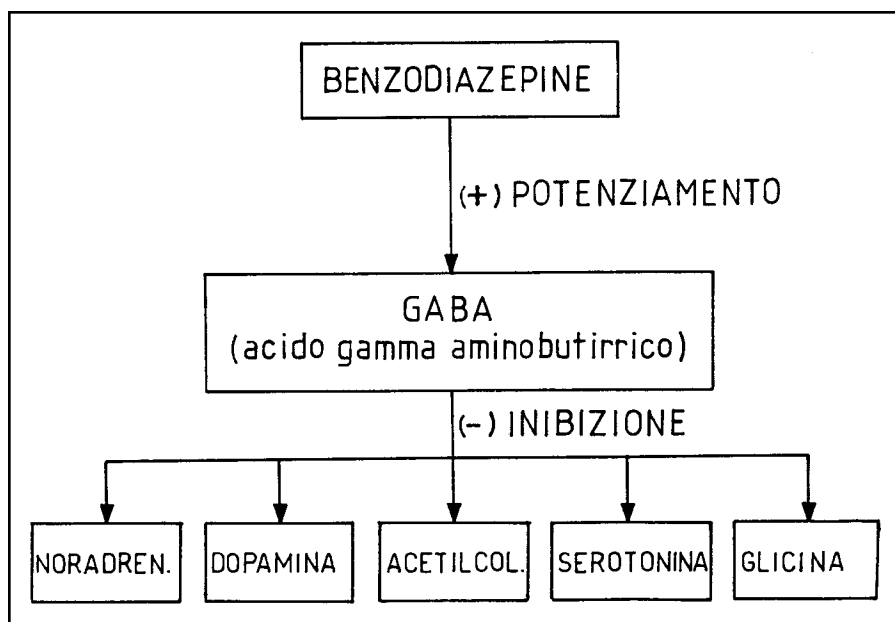 BENZODIAZEPINE
(+) POTENZIAMENTO
GABA
(acido gamma aminobutirrico)
(-) INIBIZIONE
NORADREN.
DOPAMINA
ACETILCOL.
SEROTONINA
GLICINA